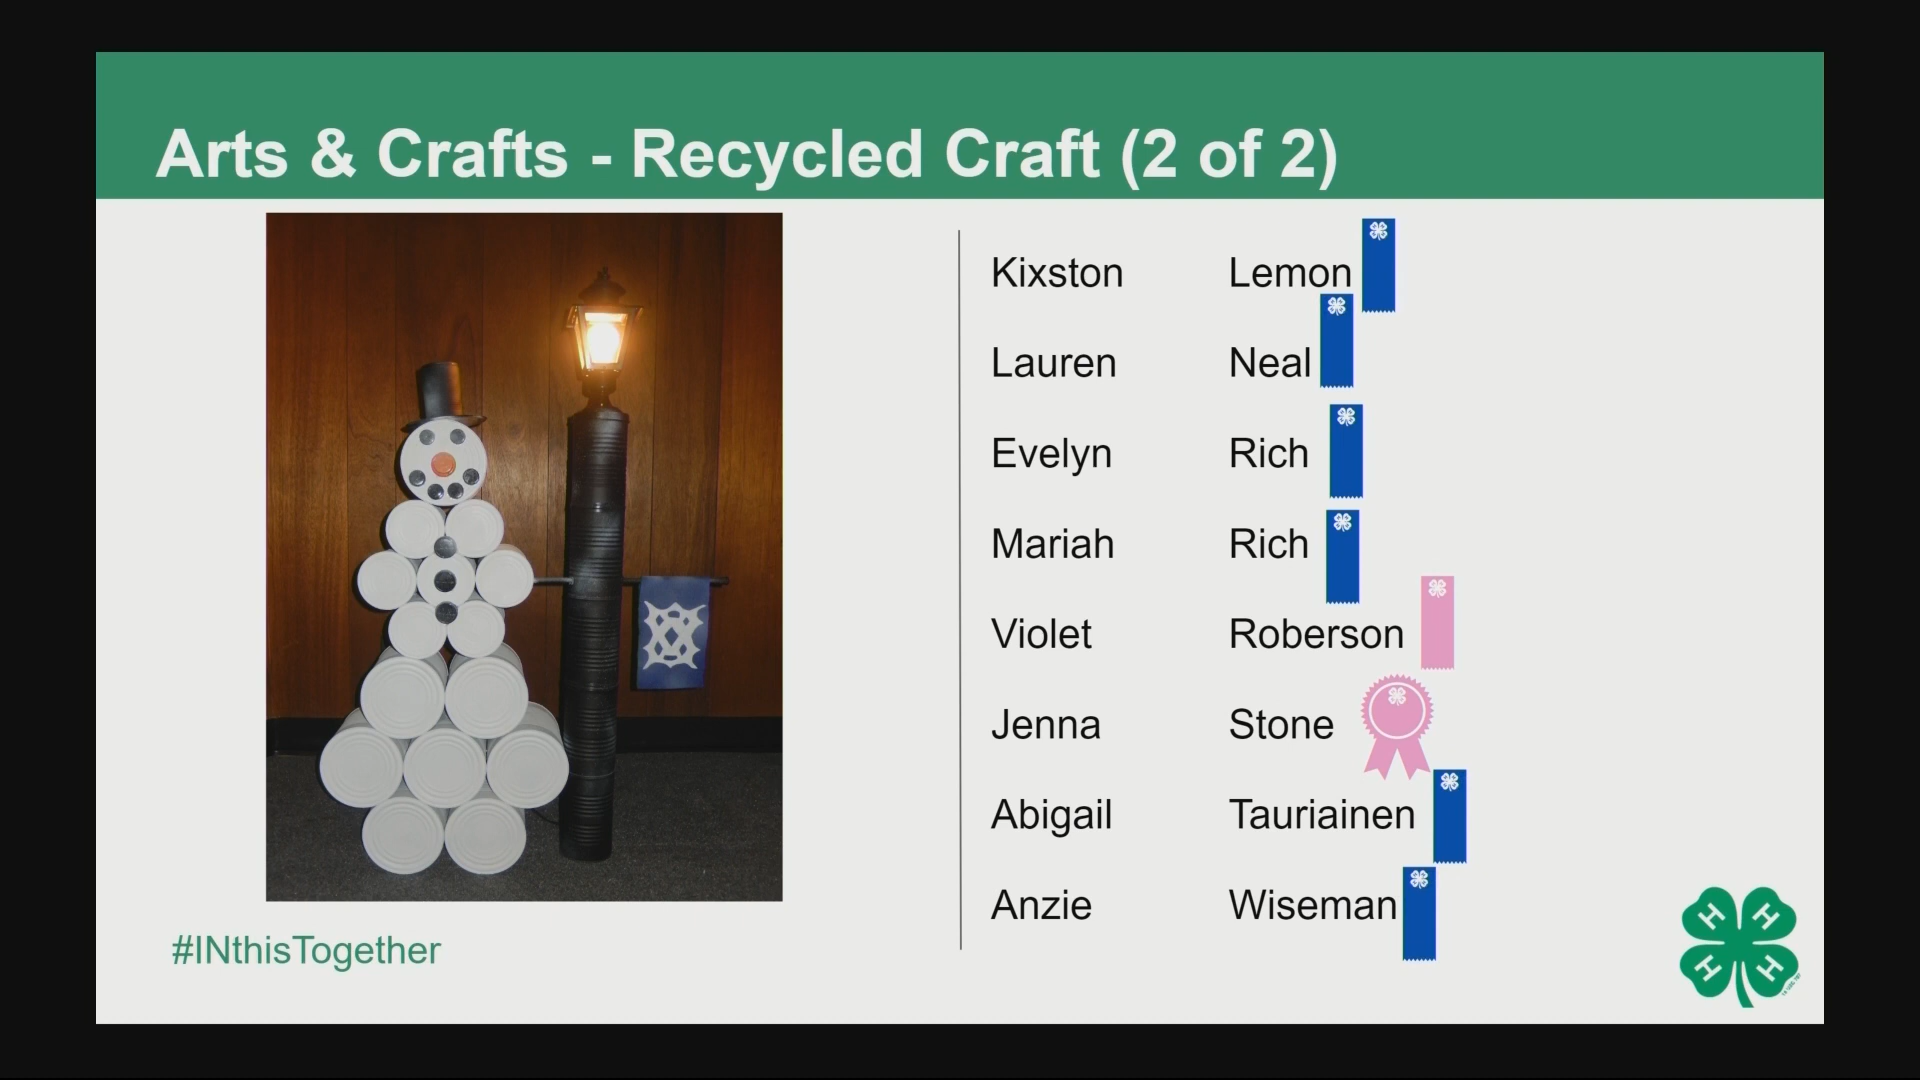 Arts & Crafts - Recycled Craft (2 of 2)
Kixston Lemon
Lauren Neal
Evelyn Rich
Mariah Rich
Violet Roberson
Jenna Stone
Abigail Tauriainen
Anzie Wiseman
#INthisTogether
H H
H H